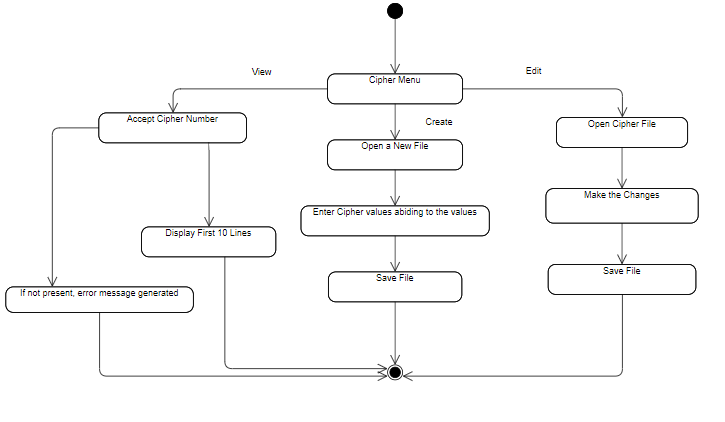 View
Edit
Cipher Menu
Accept Cipher Number
Create
Open Cipher File
Open a New File
Make the Changes
Enter Cipher values abiding to the values
Display First 10 Lines
Save File
Save File
If not present, error message generated